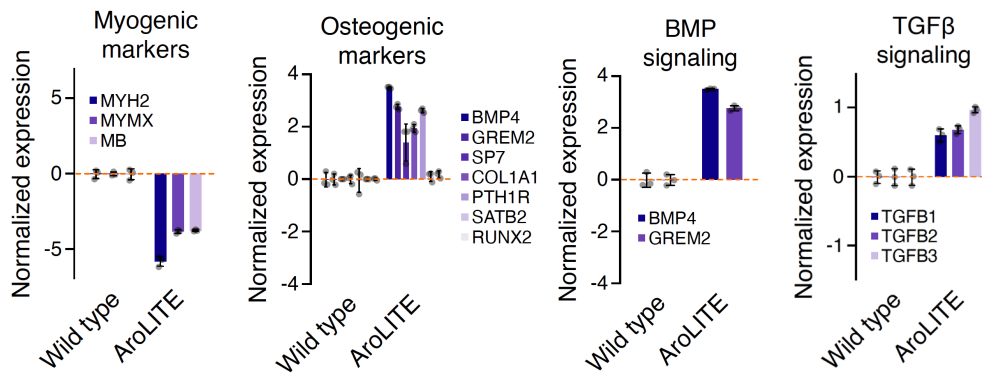 Myogenic
markers
Normalized expression
5
0
-5
MYH2
MYMX
MB
Wild type
AroLITE
Osteogenic
markers
Normalized expression
4
2
0
-2
-4
BMP4
GREM2
SP7
COL1A1
PTH1R
SATB2
RUNX2
Wild type
AroLITE
BMP
signaling
Normalized expression
4
2
0
-2
-4
BMP4
GREM2
Wild type
AroLITE
TGFβ
signaling
Normalized expression
1
0
-1
TGFB1
TGFB2
TGFB3
Wild type
AroLITE